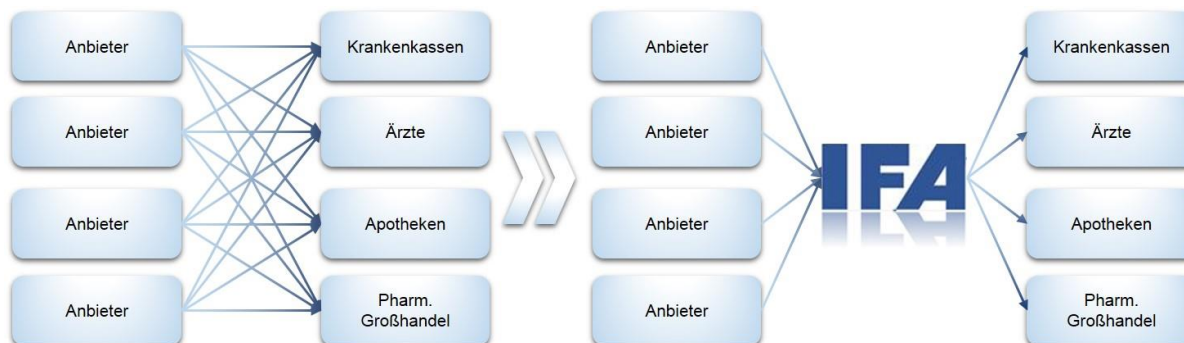 Anbieter
Krankenkassen
Anbieter
Ärzte
Anbieter
Apotheken
Anbieter
Pharm.
Großhandel
Anbieter
Anbieter
Anbieter
Anbieter
IFA
Krankenkassen
Ärzte
Apotheken
Pharm.
Großhandel